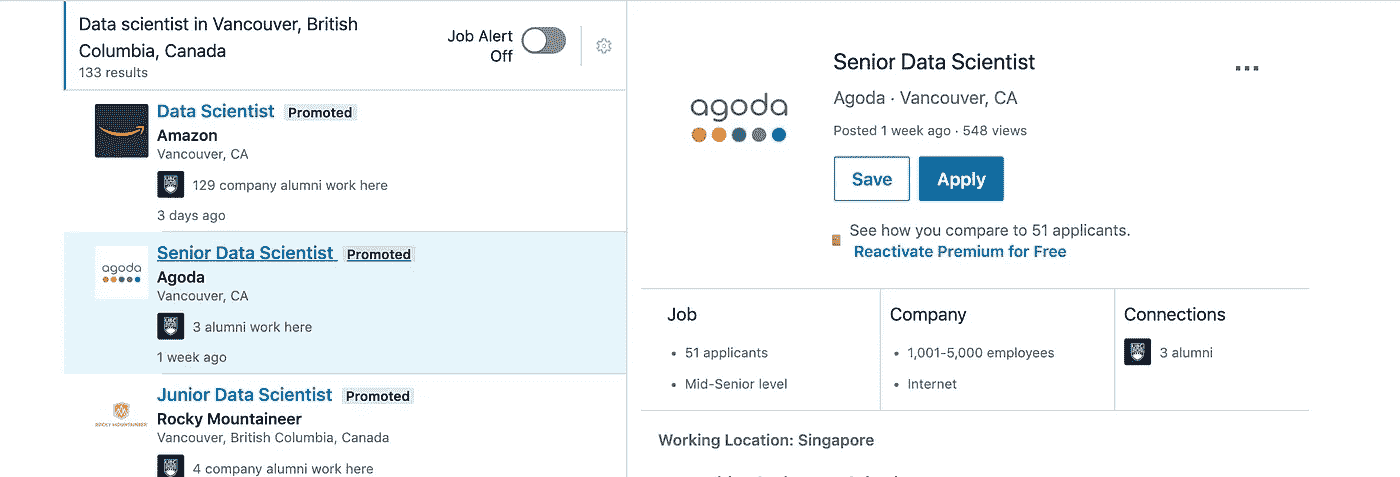 Data scientist in Vancouver, British
Columbia, Canada
133 results
Job Alert
Off
Data Scientist Promoted
Amazon
Vancouver, CA
129 company alumni work here
3 days ago
agoda
Senior Data Scientist Promoted
Agoda
Vancouver, CA
3 alumni work here
1 week ago
Junior Data Scientist Promoted
ROCKY MOUNTAINEER
Rocky Mountaineer
Vancouver, British Columbia, Canada
4 company alumni work here
agoda
Senior Data Scientist
Agoda · Vancouver, CA
Posted 1 week ago · 548 views
Save Apply
See how you compare to 51 applicants.
Reactivate Premium for Free
Job
• 51 applicants
• Mid-Senior level
Company
• 1,001-5,000 employees
• Internet
Connections
3 alumni
Working Location: Singapore